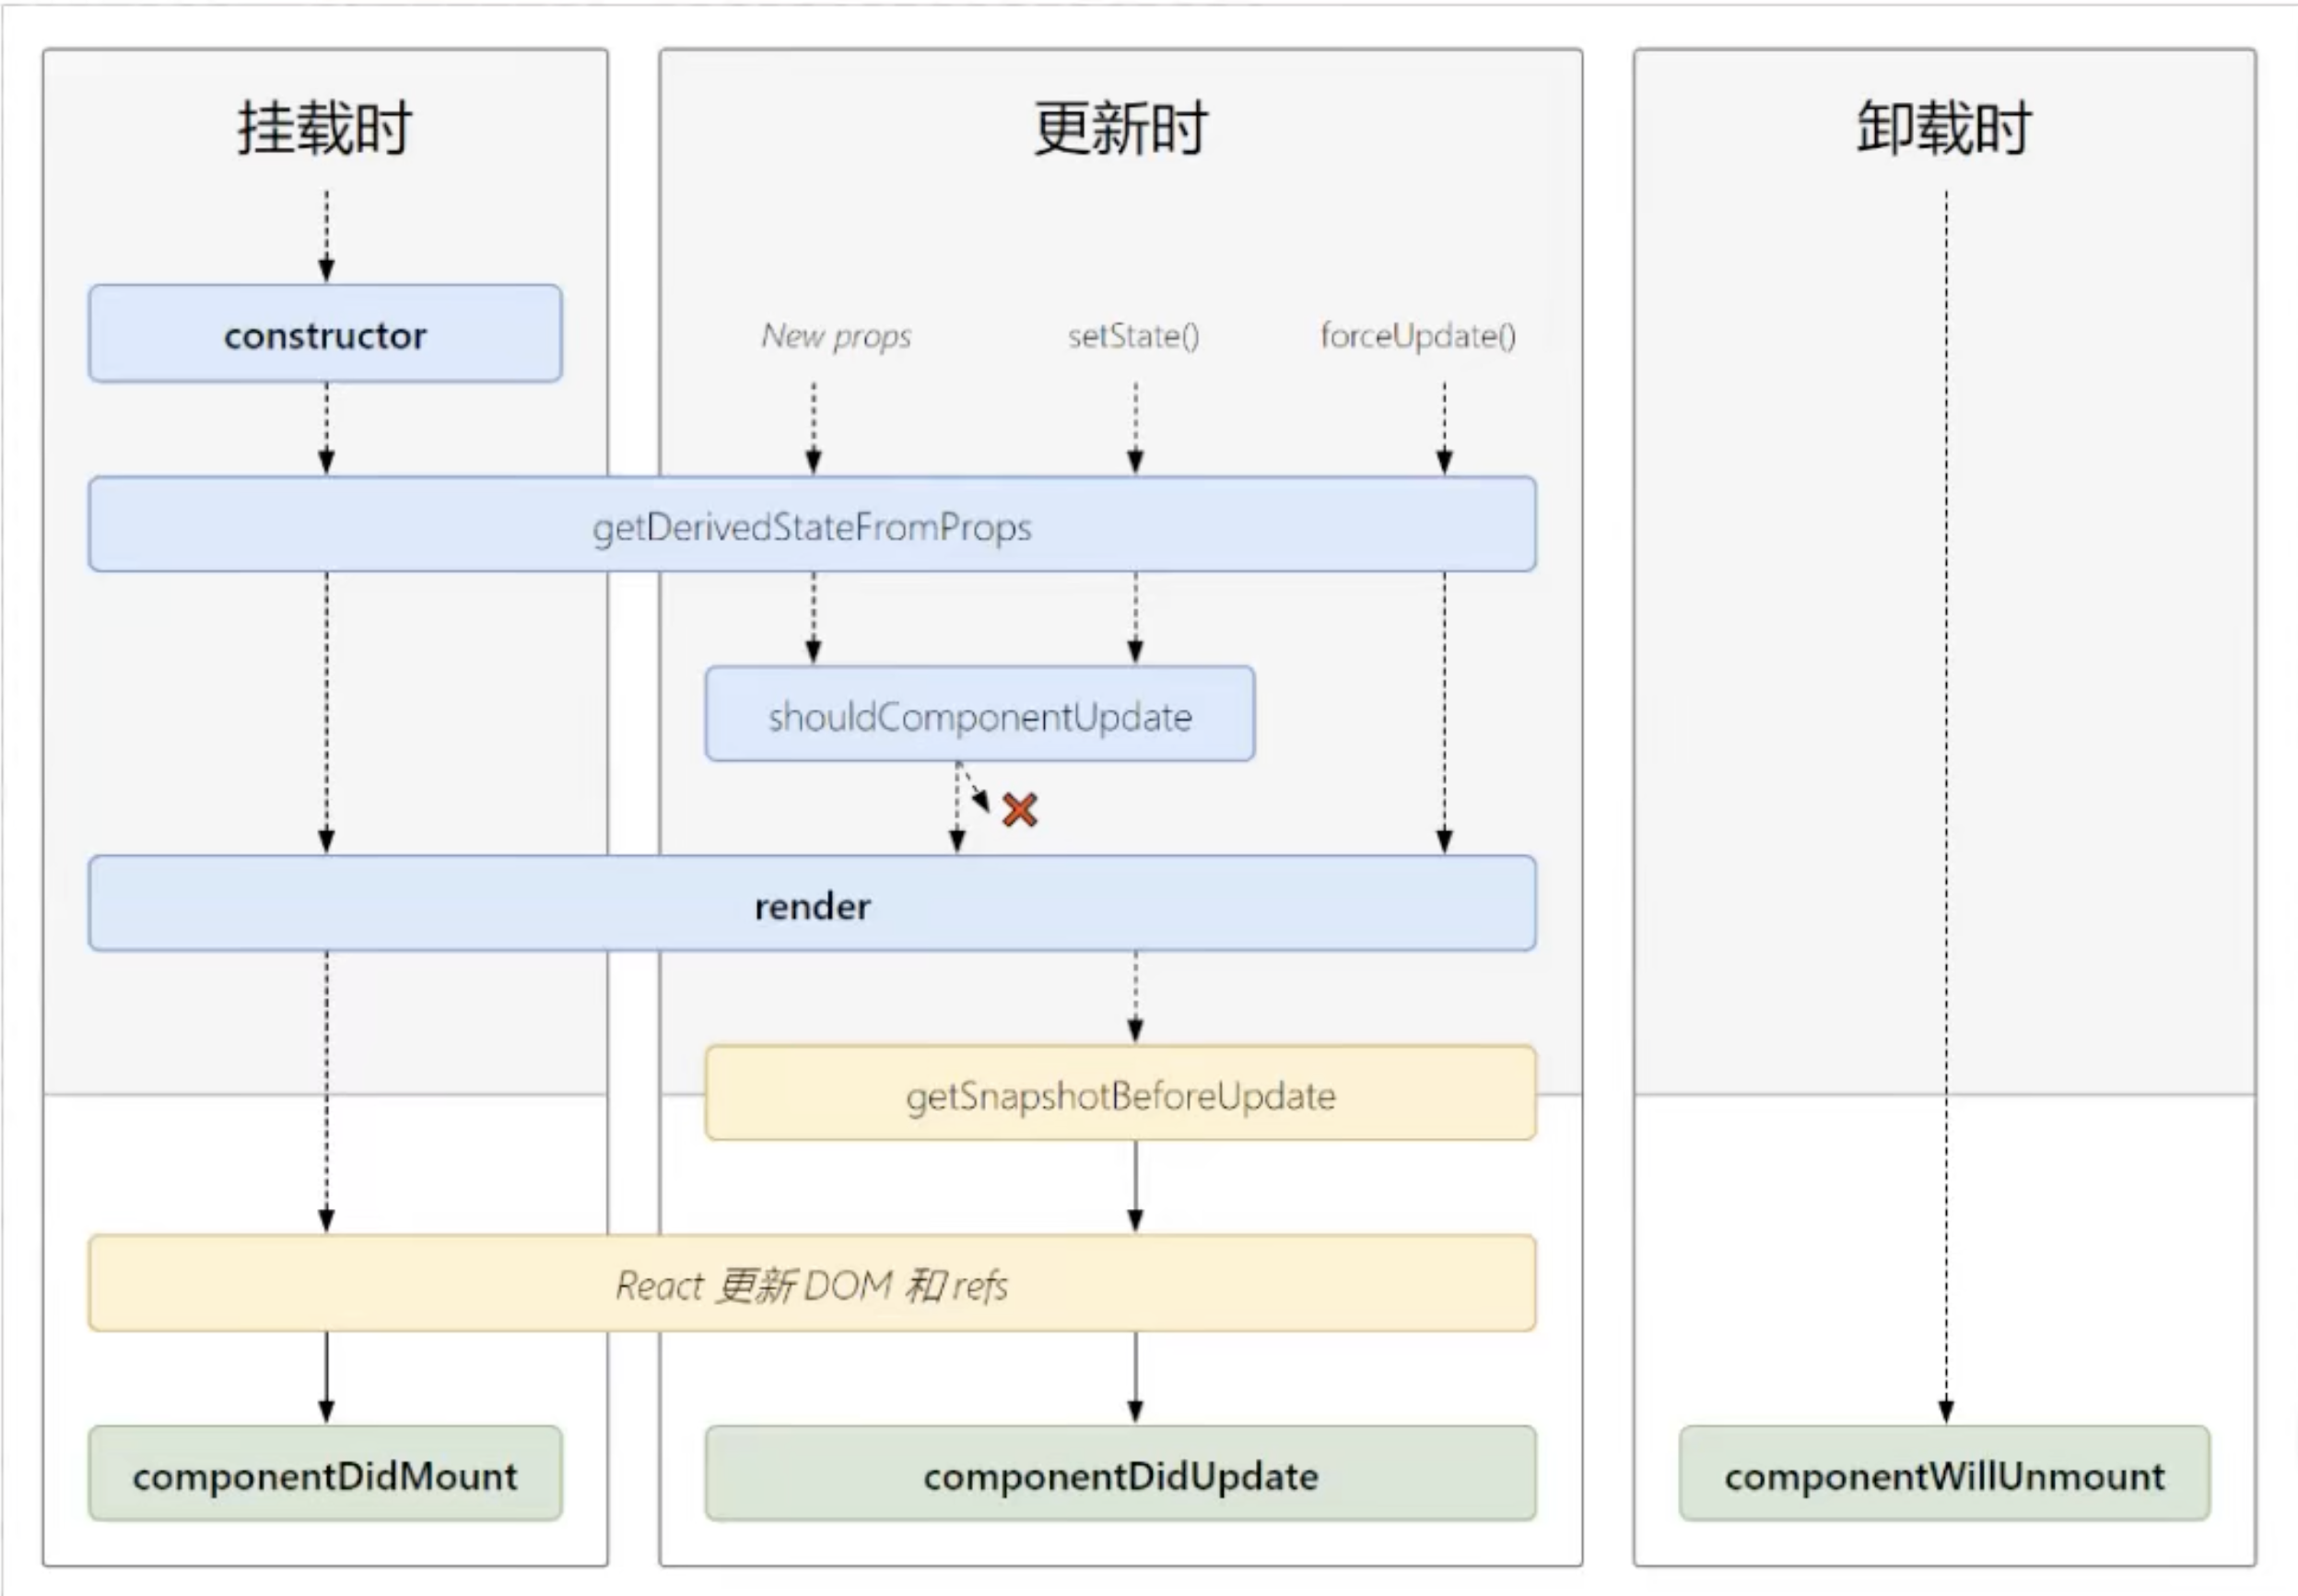 挂载时
更新时
卸载时
constructor
New props
setState()
forceUpdate()
getDerivedStateFromProps
shouldComponentUpdate
render
getSnapshotBeforeUpdate
React 更新 DOM 和 refs
componentDidMount
componentDidUpdate
componentWillUnmount